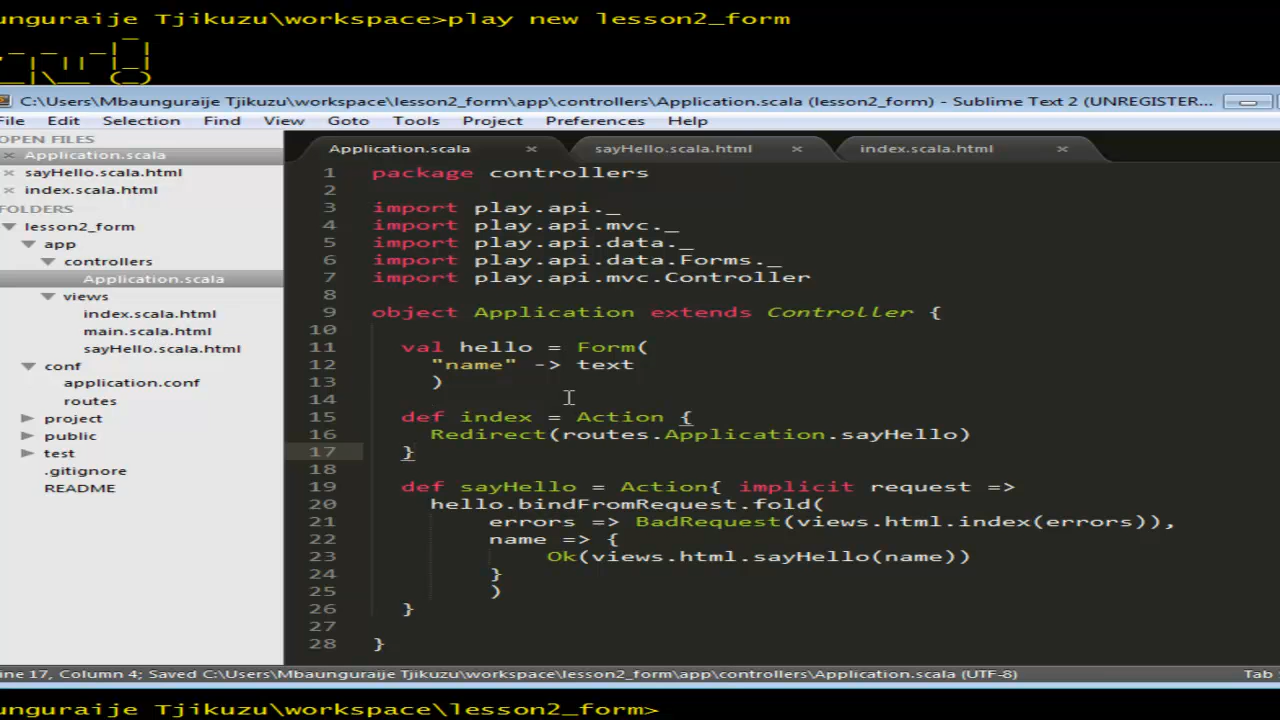 unguraije Tjikuzu\workspace>play new lesson2_form
C:\Users\Mbaunguraije Tjikuzu\workspace\lesson2_form\app\controllers\Application.scala (lesson2_form) - Sublime Text 2 (UNREGISTER...
File Edit Selection Find View Goto Tools Project Preferences Help
OPEN FILES
Application.scala
sayHello.scala.html
index.scala.html
FOLDERS
lesson2_form
app
controllers
Application.scala
views
index.scala.html
main.scala.html
sayHello.scala.html
conf
application.conf
routes
project
public
test
.gitignore
README
Application.scala sayHello.scala.html index.scala.html
1 package controllers
2
3 import play.api._
4 import play.api.mvc._
5 import play.api.data._
6 import play.api.data.Forms._
7 import play.api.mvc.Controller
8
9 object Application extends Controller {
10
11 val hello = Form(
12 "name" -> text
13 )
14
15 def index = Action {
16 Redirect(routes.Application.sayHello)
17 }
18
19 def sayHello = Action{ implicit request =>
20 hello.bindFromRequest.fold(
21 errors => BadRequest(views.html.index(errors)),
22 name => {
23 Ok(views.html.sayHello(name))
24 }
25 )
26 }
27
28 }
ine 17, Column 4; Saved C:\Users\Mbaunguraije Tjikuzu\workspace\lesson2_form\app\controllers\Application.scala (UTF-8) Tab
unguraije Tjikuzu\workspace\lesson2_form>